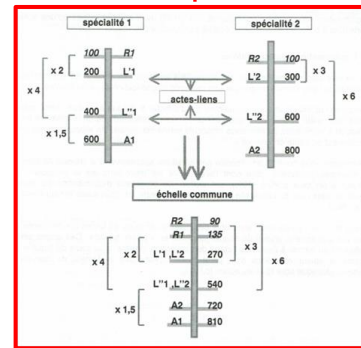 spécialité 1
spécialité 2
100 R1
x 2
200 L'1
x 4
400 L"1
x 1,5
600 A1
actes-liens
R2 100
x 3
L'2 300
x 6
L"2 600
A2 800
échelle commune
R2 90
R1 135
x 3
x 2
L'1 ,L'2 270
x 4
x 6
L"1 ,L"2 540
x 1,5
A2 720
A1 810